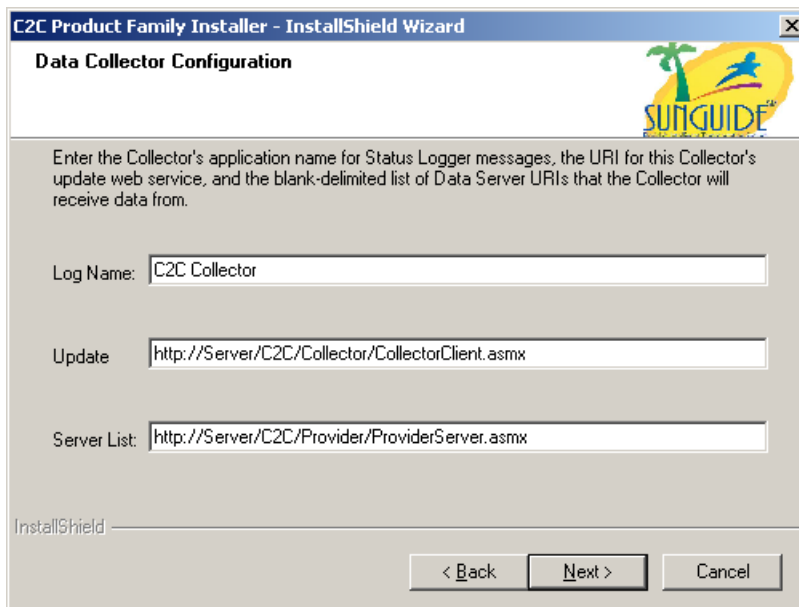 C2C Product Family Installer - InstallShield Wizard
Data Collector Configuration
SUNGUIDE
SM
Enter the Collector's application name for Status Logger messages, the URI for this Collector's
update web service, and the blank-delimited list of Data Server URIs that the Collector will
receive data from.
Log Name: C2C Collector
Update http://Server/C2C/Collector/CollectorClient.asmx
Server List: http://Server/C2C/Provider/ProviderServer.asmx
InstallShield
< Back Next > Cancel